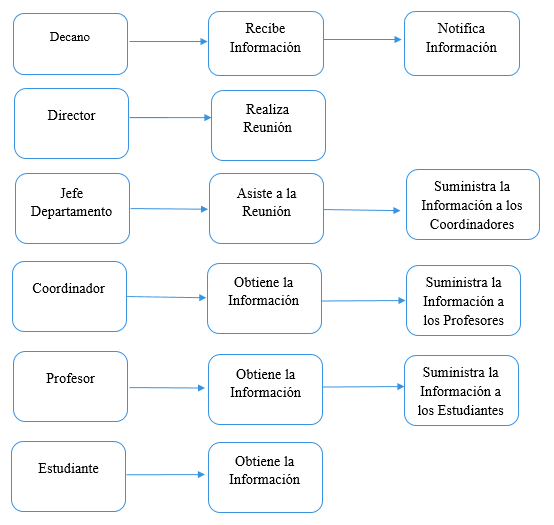 Decano
Recibe
Información
Notifica
Información
Director
Realiza
Reunión
Jefe
Departamento
Asiste a la
Reunión
Suministra la
Información a los
Coordinadores
Coordinador
Obtiene la
Información
Suministra la
Información a
los Profesores
Profesor
Obtiene la
Información
Suministra la
Información a
los Estudiantes
Estudiante
Obtiene la
Información